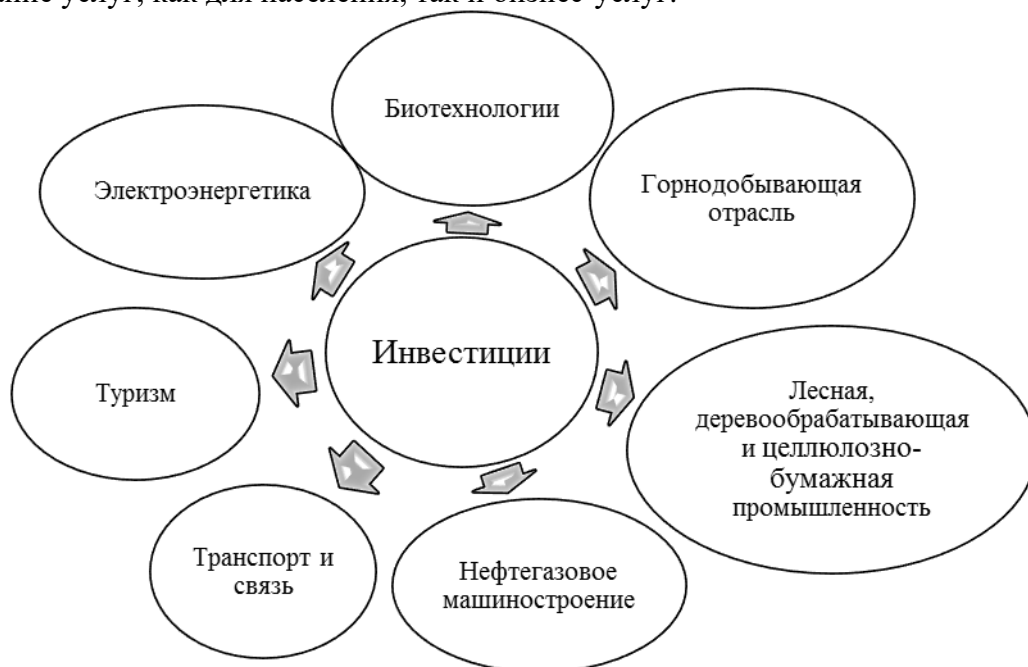 услуг, как для населения, так и бизнес-услуг.
Биотехнологии
Электроэнергетика
Горнодобывающая
отрасль
Инвестиции
Туризм
Лесная,
деревообрабатывающая
и целлюлозно-
бумажная
промышленность
Транспорт и
связь
Нефтегазовое
машиностроение